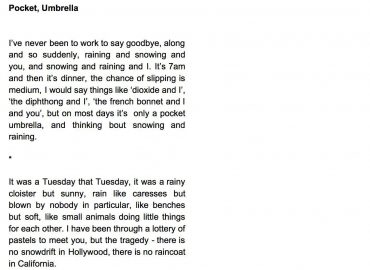 Pocket, Umbrella
I've never been to work to say goodbye, along
and so suddenly, raining and snowing and
you, and snowing and raining and I. It's 7am
and then it's dinner, the chance of slipping is
medium, I would say things like 'dioxide and I',
'the diphthong and I', 'the french bonnet and I
and you', but on most days it's  only a pocket
umbrella, and thinking bout snowing and
raining.
*
It was a Tuesday that Tuesday, it was a rainy
cloister but sunny, rain like caresses but
blown by nobody in particular, like benches
but soft, like small animals doing little things
for each other. I have been through a lottery of
pastels to meet you, but the tragedy - there is
no snowdrift in Hollywood, there is no raincoat
in California.